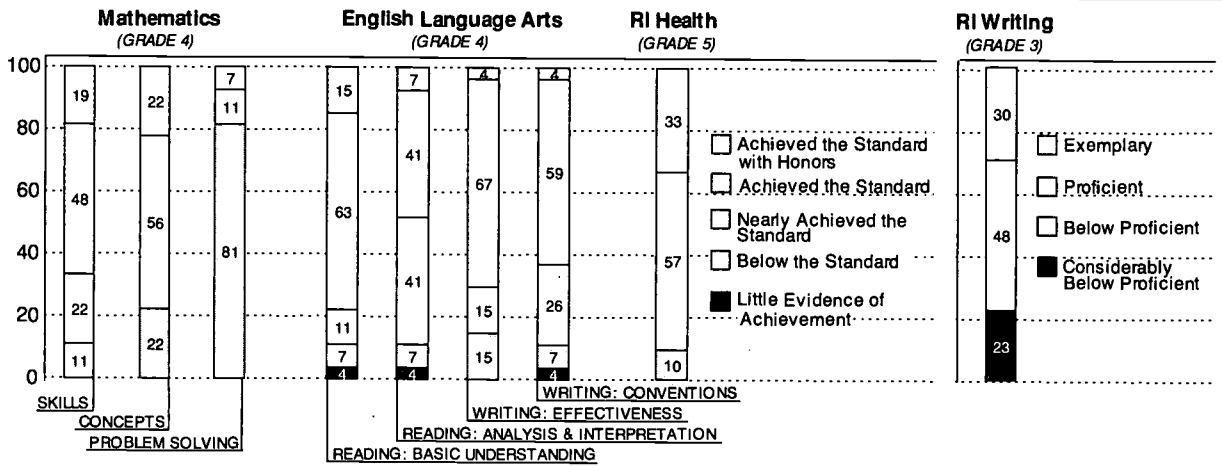 Mathematics
(GRADE 4)
English Language Arts
(GRADE 4)
RI Health
(GRADE 5)
RI Writing
(GRADE 3)
100
80
60
40
20
0
19
48
22
11
22
56
22
7
11
81
15
63
11
7
4
7
41
41
7
4
4
67
15
15
4
59
26
7
4
33
57
10
Achieved the Standard
with Honors
Achieved the Standard
Nearly Achieved the
Standard
Below the Standard
Little Evidence of
Achievement
30
48
23
Exemplary
Proficient
Below Proficient
Considerably
Below Proficient
SKILLS
CONCEPTS
PROBLEM SOLVING
WRITING: CONVENTIONS
WRITING: EFFECTIVENESS
READING: ANALYSIS & INTERPRETATION
READING: BASIC UNDERSTANDING